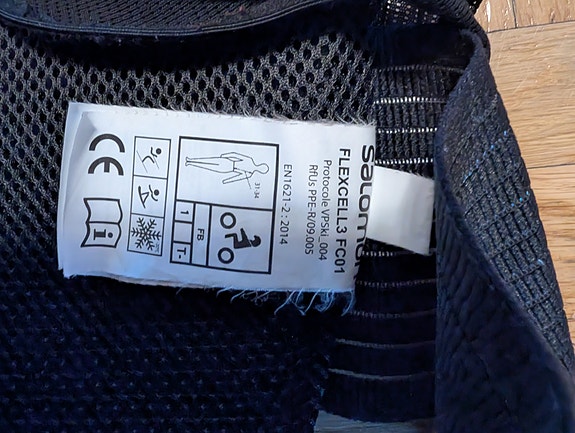 salomon
FLEXCELL3 FC01
Protocole VPSki_004
RfUs PPE-R/09.005
EN1621-2 : 2014
31-34
FB
1
T-
CE
i